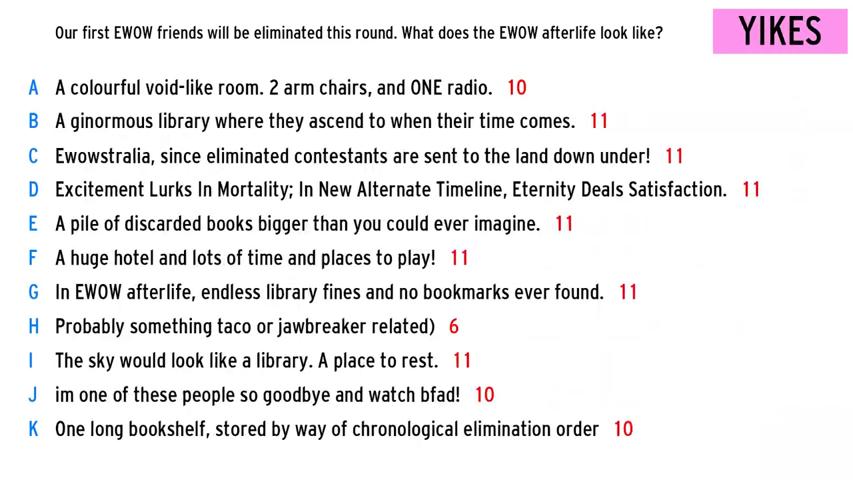 Our first EWOW friends will be eliminated this round. What does the EWOW afterlife look like?
YIKES
A A colourful void-like room. 2 arm chairs, and ONE radio. 10
B A ginormous library where they ascend to when their time comes. 11
C Ewowstralia, since eliminated contestants are sent to the land down under! 11
D Excitement Lurks In Mortality; In New Alternate Timeline, Eternity Deals Satisfaction. 11
E A pile of discarded books bigger than you could ever imagine. 11
F A huge hotel and lots of time and places to play! 11
G In EWOW afterlife, endless library fines and no bookmarks ever found. 11
H Probably something taco or jawbreaker related) 6
I The sky would look like a library. A place to rest. 11
J im one of these people so goodbye and watch bfad! 10
K One long bookshelf, stored by way of chronological elimination order 10